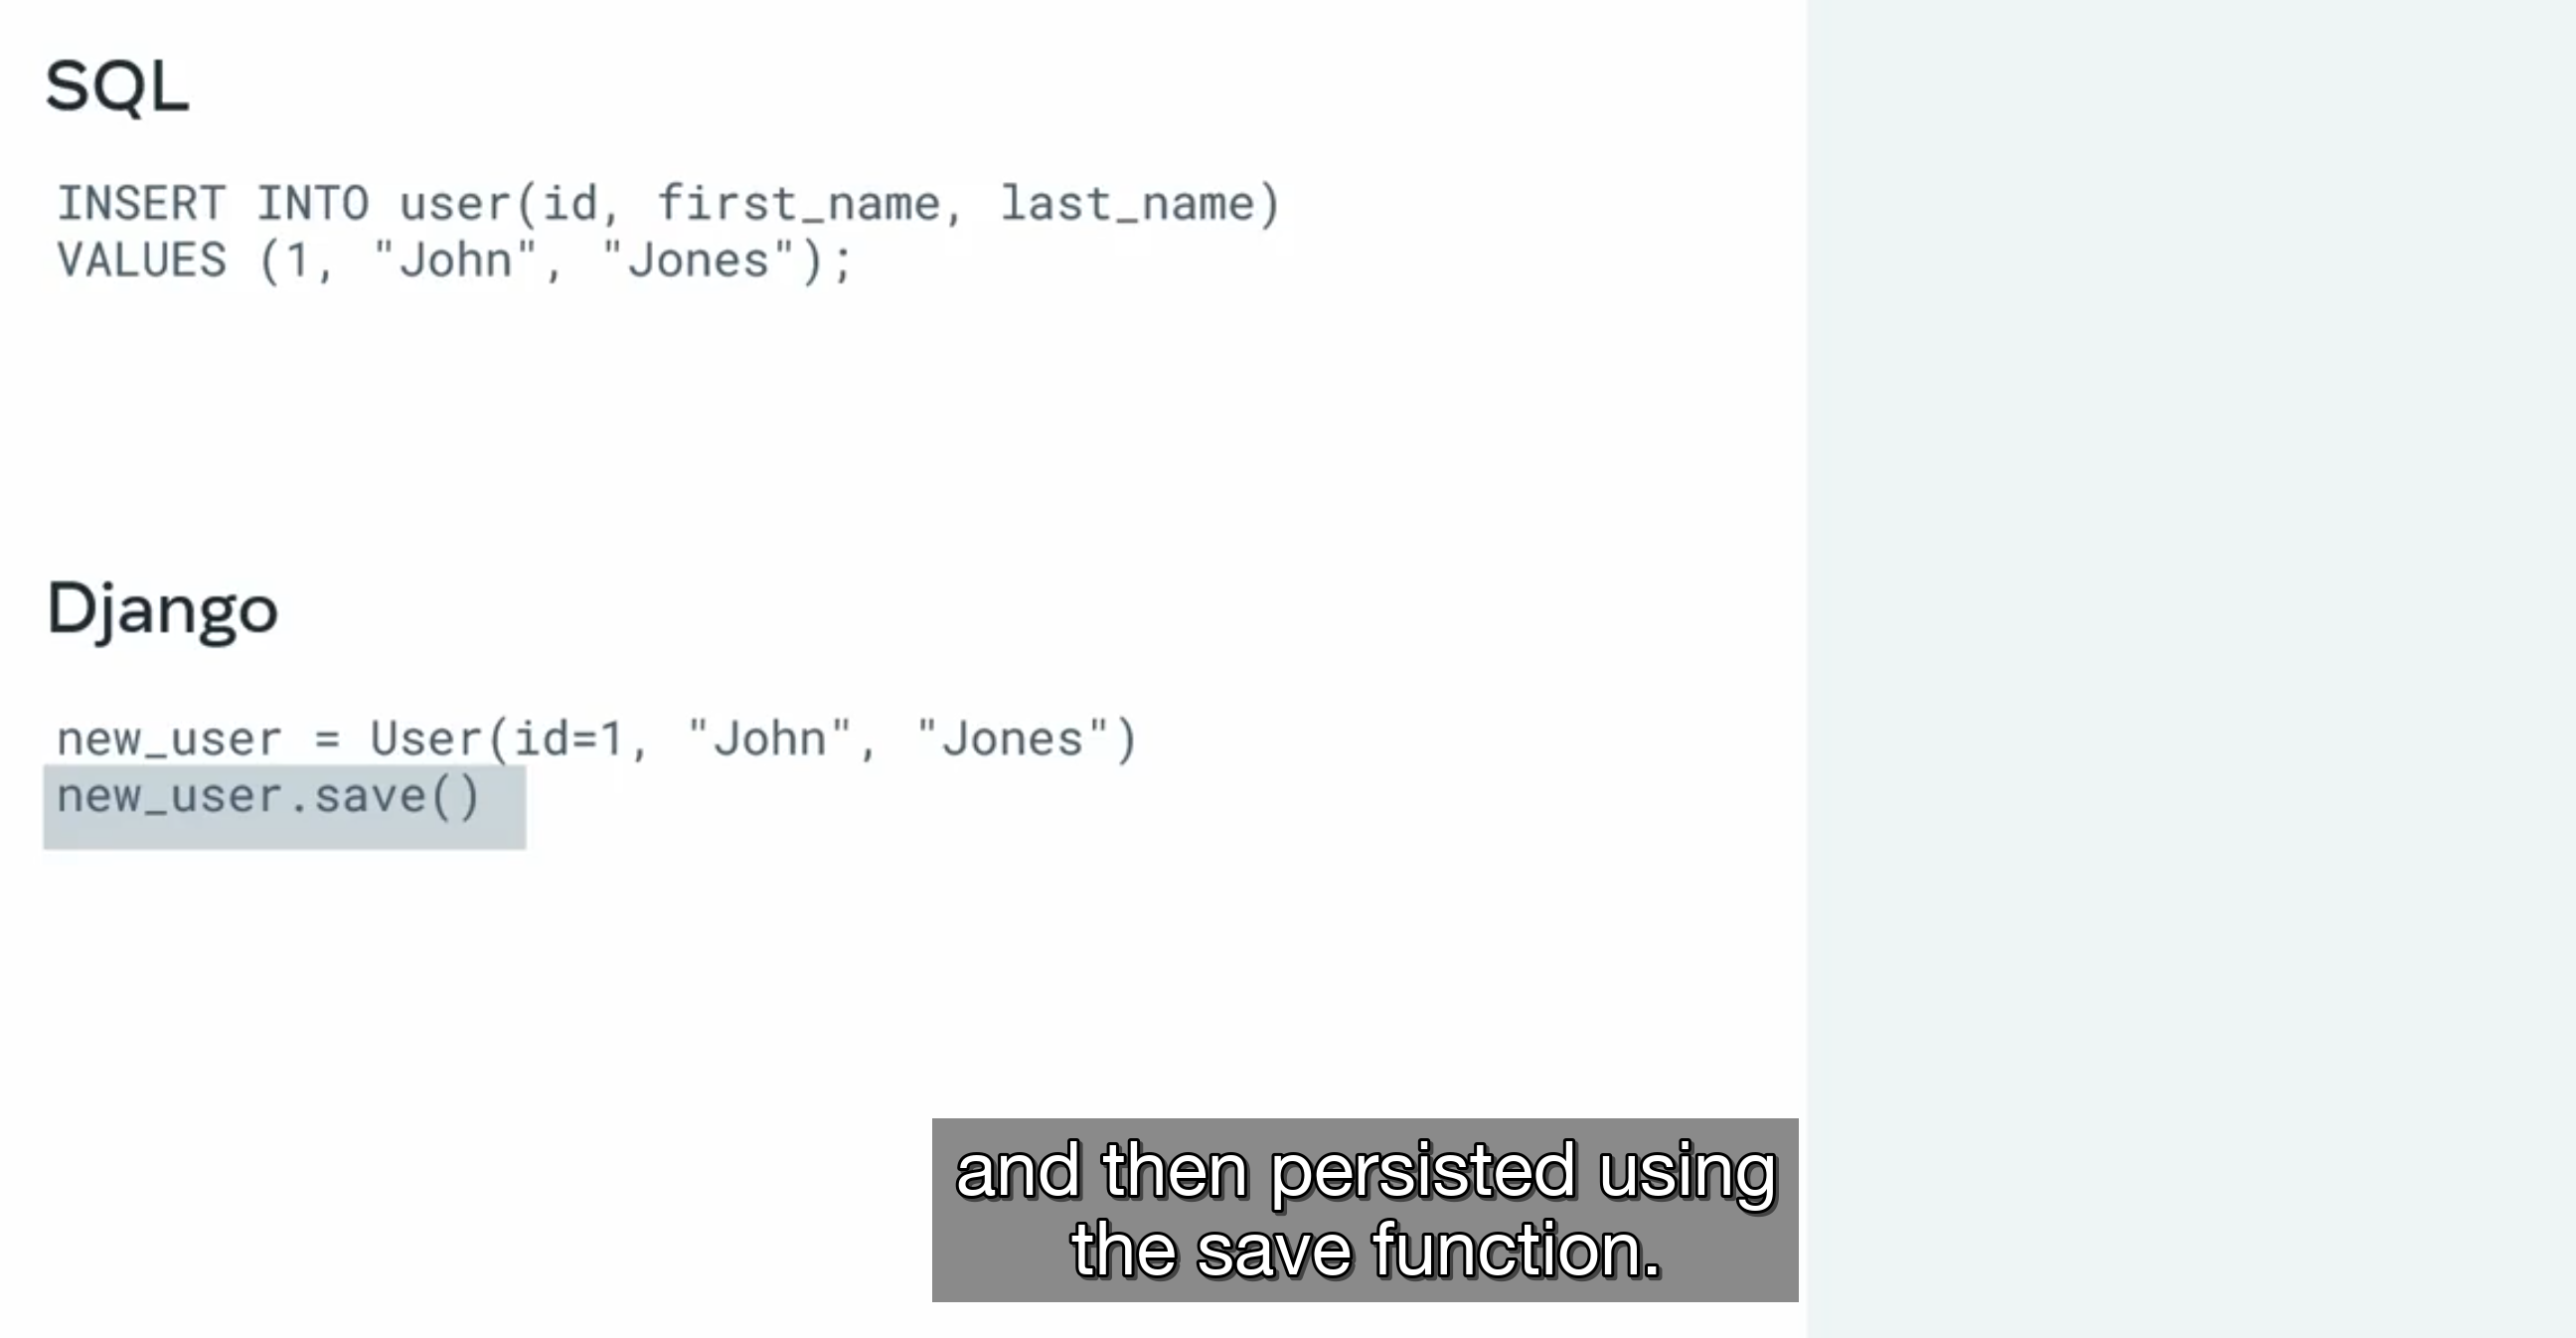 SQL
INSERT INTO user(id, first_name, last_name)
VALUES (1, "John", "Jones");
Django
new_user = User(id=1, "John", "Jones")
new_user.save()
and then persisted using
the save function.